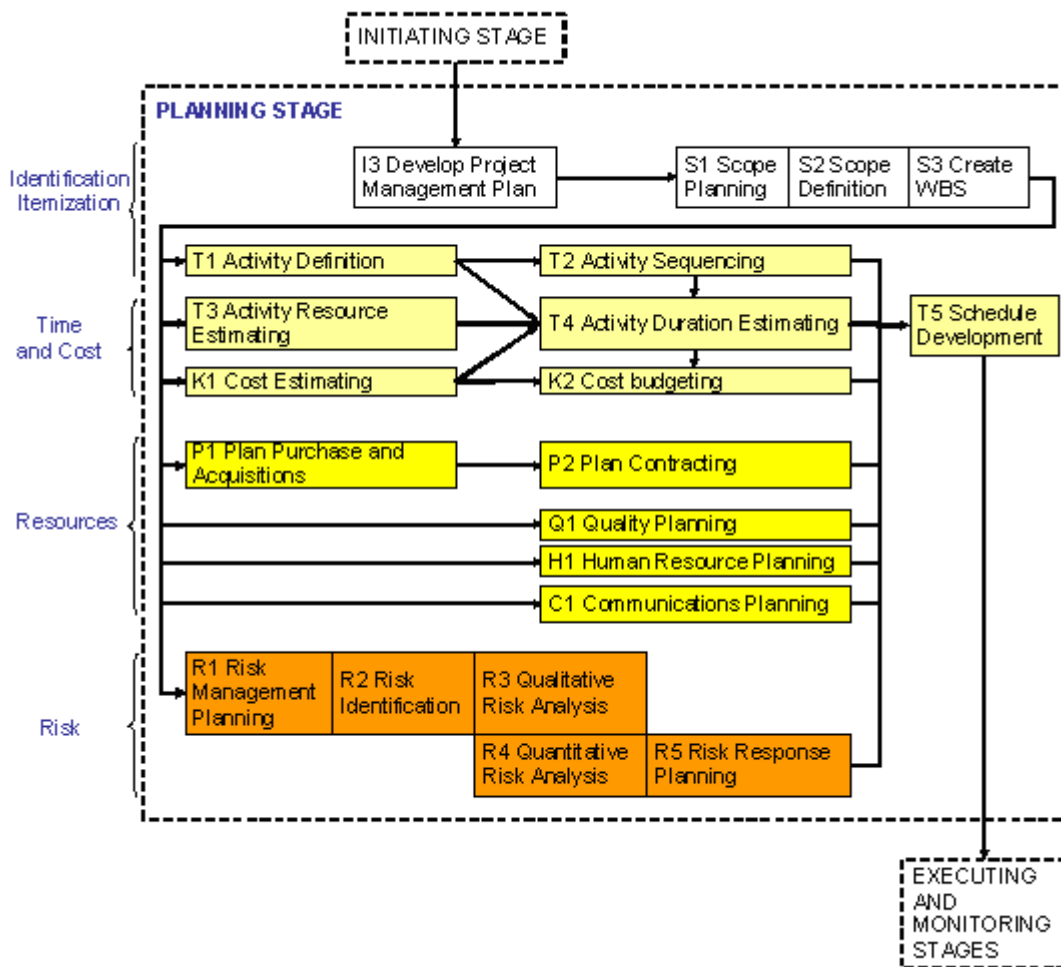 INITIATING STAGE
PLANNING STAGE
Identification
Itemization
I3 Develop Project
Management Plan
S1 Scope
Planning
S2 Scope
Definition
S3 Create
WBS
T1 Activity Definition
T2 Activity Sequencing
Time
and Cost
T3 Activity Resource
Estimating
T4 Activity Duration Estimating
T5 Schedule
Development
K1 Cost Estimating
K2 Cost budgeting
Resources
P1 Plan Purchase and
Acquisitions
P2 Plan Contracting
Q1 Quality Planning
H1 Human Resource Planning
C1 Communications Planning
Risk
R1 Risk
Management
Planning
R2 Risk
Identification
R3 Qualitative
Risk Analysis
R4 Quantitative
Risk Analysis
R5 Risk Response
Planning
EXECUTING
AND
MONITORING
STAGES